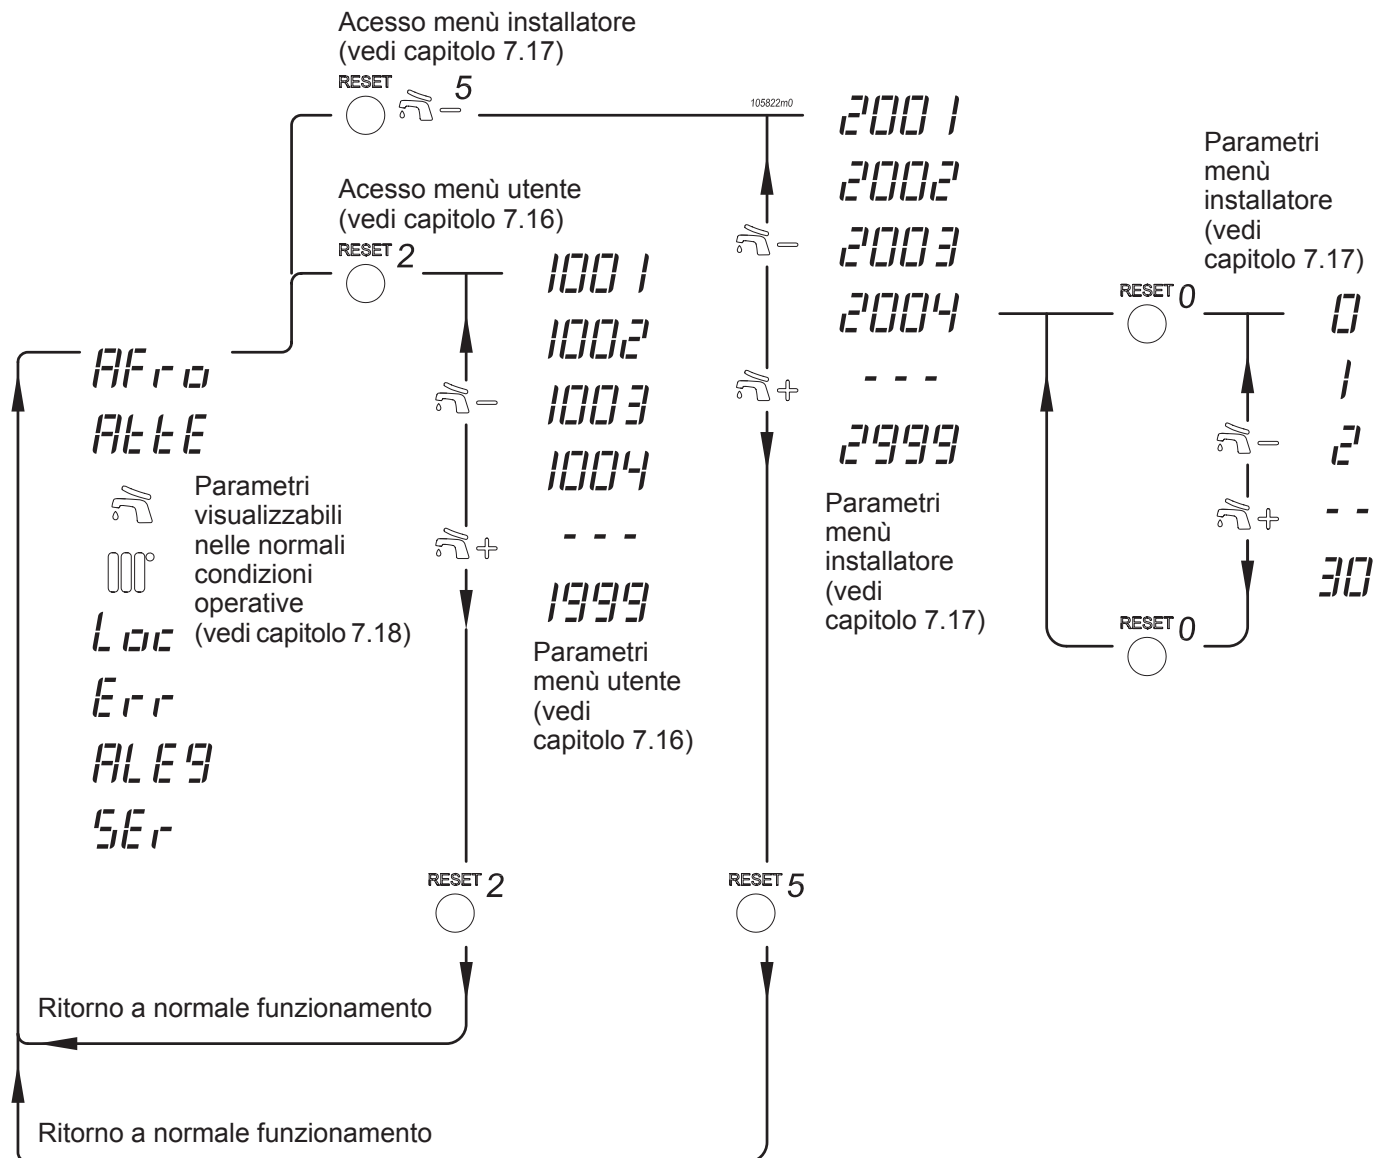 Acesso menù installatore
(vedi capitolo 7.17)
RESET 5
105822m0
Acesso menù utente
(vedi capitolo 7.16)
RESET 2
2001
2002
2003
2004
- - -
2999
Parametri
menù
installatore
(vedi
capitolo 7.17)
Parametri
menù
installatore
(vedi
capitolo 7.17)
RESET 0
0
1
2
- -
30
RESET 0
1001
1002
1003
1004
- - -
1999
Parametri
menù utente
(vedi
capitolo 7.16)
AFro
AttE
Parametri
visualizzabili
nelle normali
condizioni
operative
(vedi capitolo 7.18)
Loc
Err
ALE9
SEr
RESET 2
RESET 5
Ritorno a normale funzionamento
Ritorno a normale funzionamento